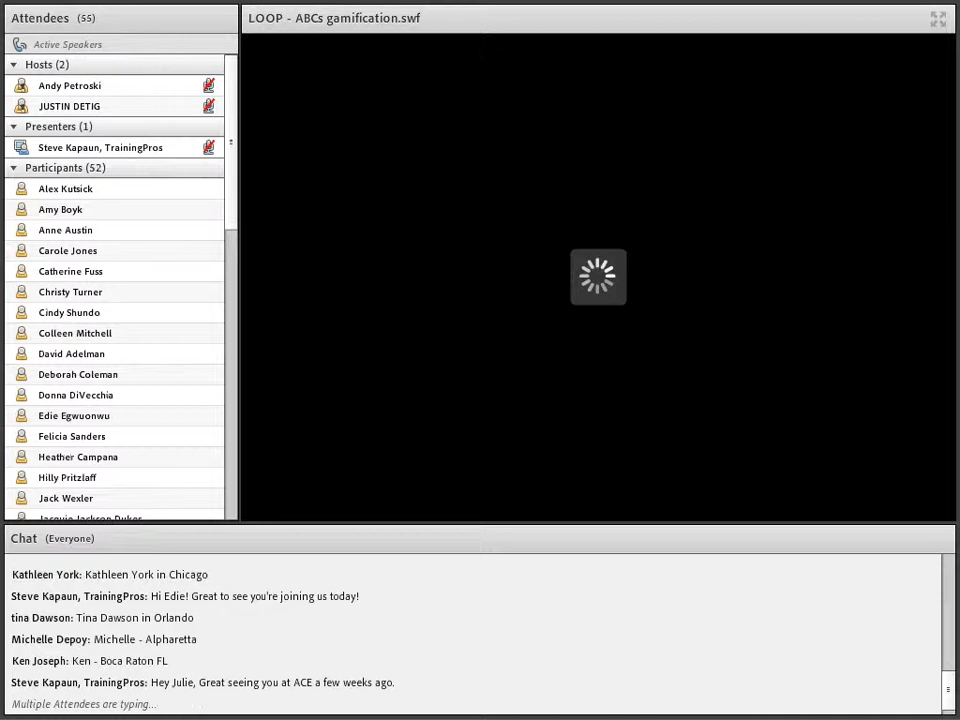 Attendees (55)
Active Speakers
Hosts (2)
Andy Petroski
JUSTIN DETIG
Presenters (1)
Steve Kapaun, TrainingPros
Participants (52)
Alex Kutsick
Amy Boyk
Anne Austin
Carole Jones
Catherine Fuss
Christy Turner
Cindy Shundo
Colleen Mitchell
David Adelman
Deborah Coleman
Donna DiVecchia
Edie Egwuonwu
Felicia Sanders
Heather Campana
Hilly Pritzlaff
Jack Wexler
Jacquie Jackson Dukes
LOOP - ABCs gamification.swf
Chat (Everyone)
Kathleen York: Kathleen York in Chicago
Steve Kapaun, TrainingPros: Hi Edie! Great to see you're joining us today!
tina Dawson: Tina Dawson in Orlando
Michelle Depoy: Michelle - Alpharetta
Ken Joseph: Ken - Boca Raton FL
Steve Kapaun, TrainingPros: Hey Julie, Great seeing you at ACE a few weeks ago.
Multiple Attendees are typing...